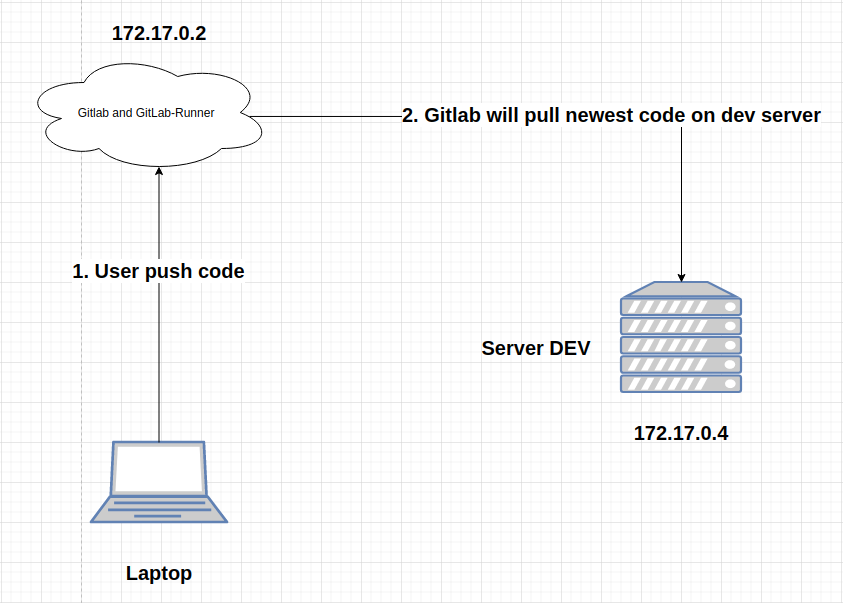 172.17.0.2
Gitlab and GitLab-Runner
2. Gitlab will pull newest code on dev server
1. User push code
Server DEV
172.17.0.4
Laptop